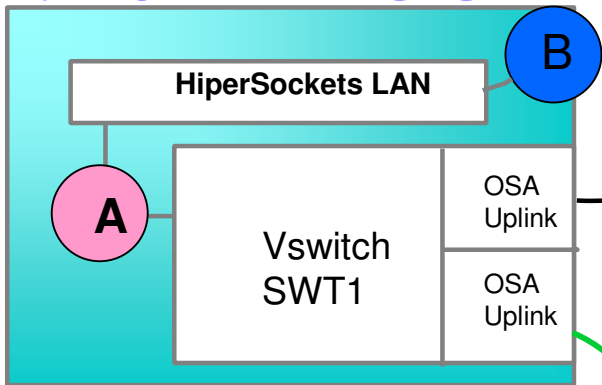 B
HiperSockets LAN
A
Vswitch
SWT1
OSA
Uplink
OSA
Uplink